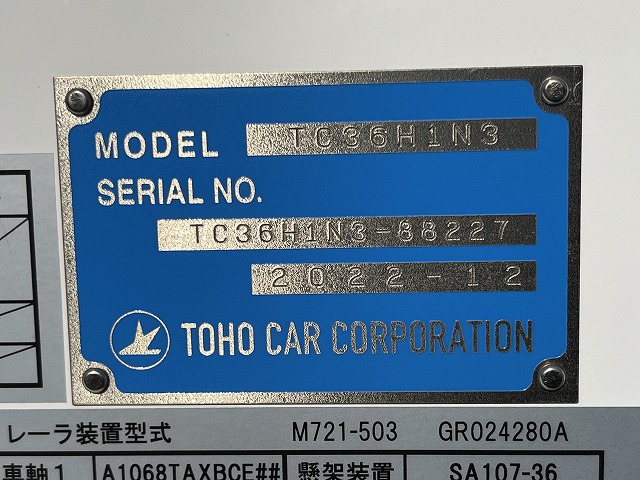 MODEL TC36H1N3
SERIAL NO.
TC36H1N3-88227
2022-12
TOHO CAR CORPORATION
レーラ装置型式 M721-503 GR024280A
車軸1 A1068TAXBCE## 懸架装置 SA107-36